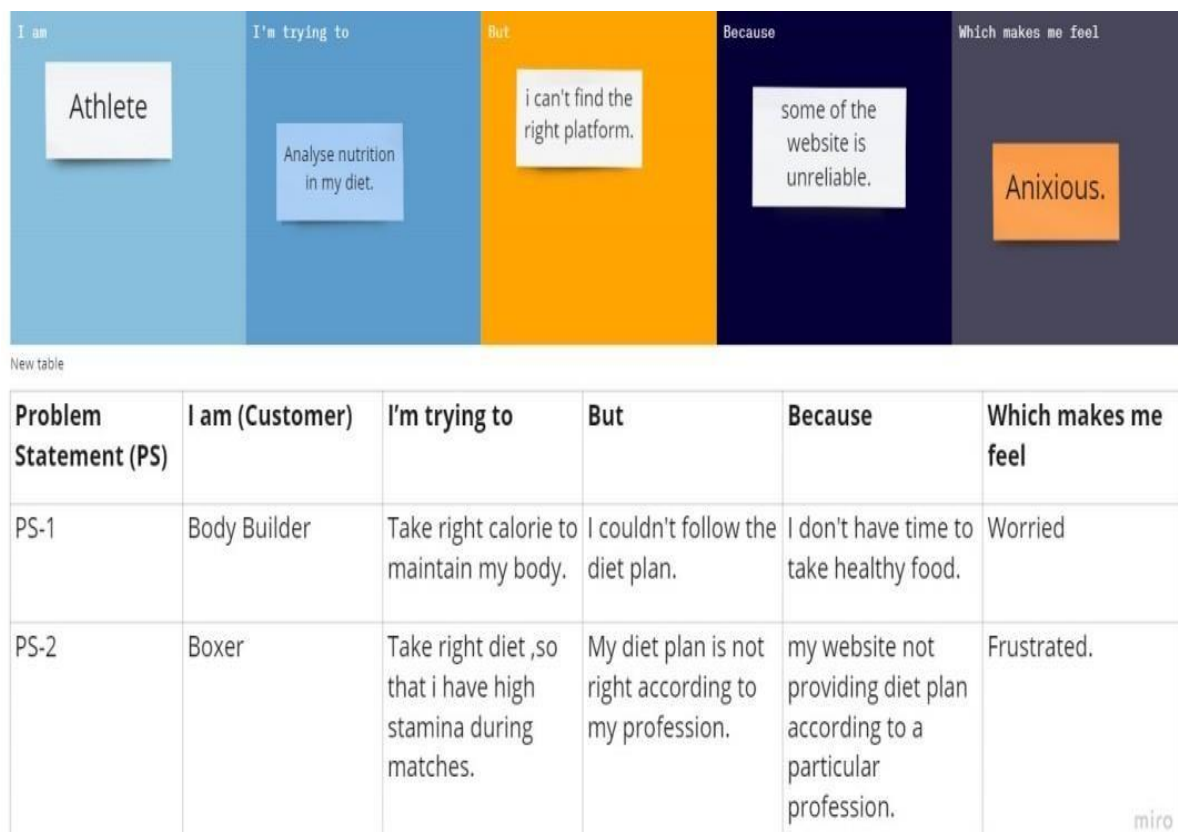 I am
Athlete
I'm trying to
Analyse nutrition
in my diet.
But
i can't find the
right platform.
Because
some of the
website is
unreliable.
Which makes me feel
Anixious.
New table
Problem
Statement (PS)
I am (Customer)
I'm trying to
But
Because
Which makes me
feel
PS-1
Body Builder
Take right calorie to
maintain my body.
I couldn't follow the
diet plan.
I don't have time to
take healthy food.
Worried
PS-2
Boxer
Take right diet ,so
that i have high
stamina during
matches.
My diet plan is not
right according to
my profession.
my website not
providing diet plan
according to a
particular
profession.
Frustrated.
miro